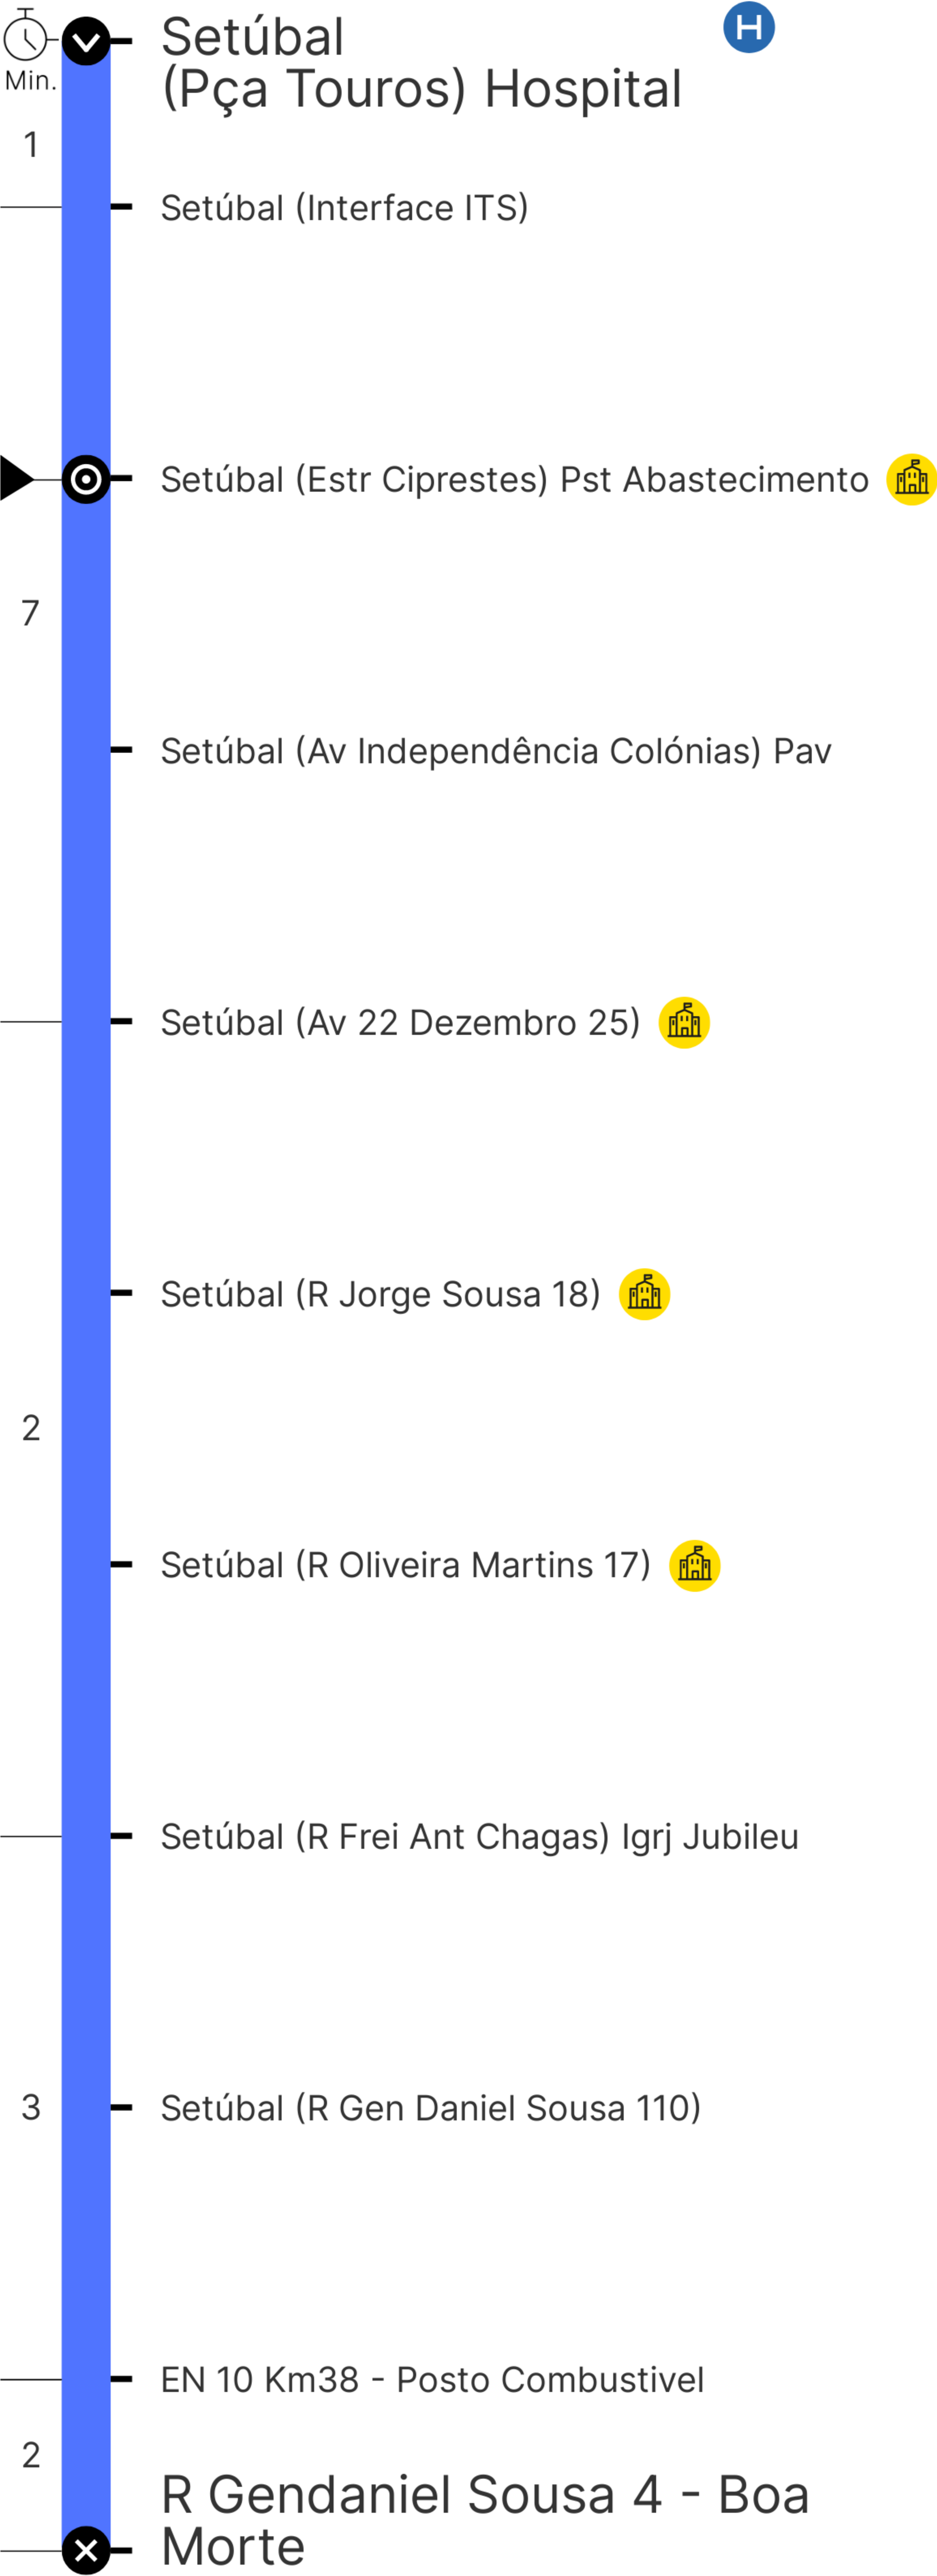 Setúbal
(Pça Touros) Hospital
H
Min.
1
Setúbal (Interface ITS)
Setúbal (Estr Ciprestes) Pst Abastecimento
7
Setúbal (Av Independência Colónias) Pav
Setúbal (Av 22 Dezembro 25)
Setúbal (R Jorge Sousa 18)
2
Setúbal (R Oliveira Martins 17)
Setúbal (R Frei Ant Chagas) Igrj Jubileu
3
Setúbal (R Gen Daniel Sousa 110)
EN 10 Km38 - Posto Combustivel
2
R Gendaniel Sousa 4 - Boa
Morte